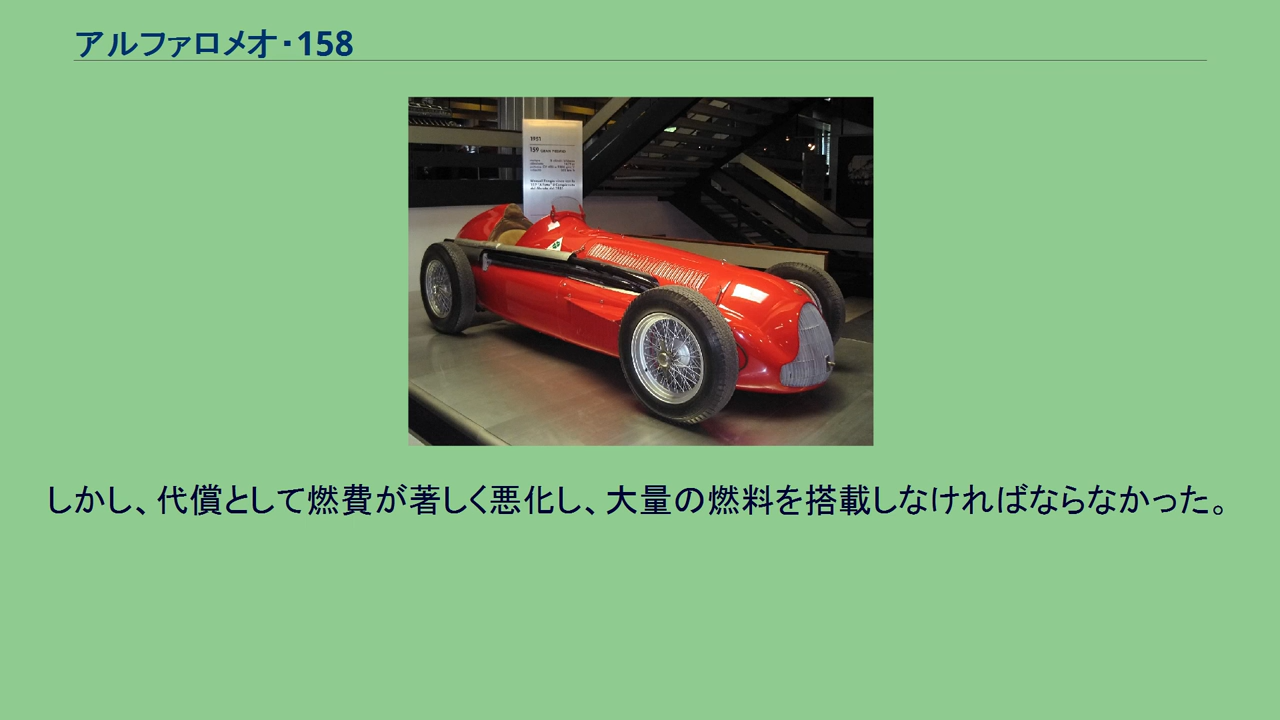 アルファロメオ・158
1951
159
しかし、代償として燃費が著しく悪化し、大量の燃料を搭載しなければならなかった。